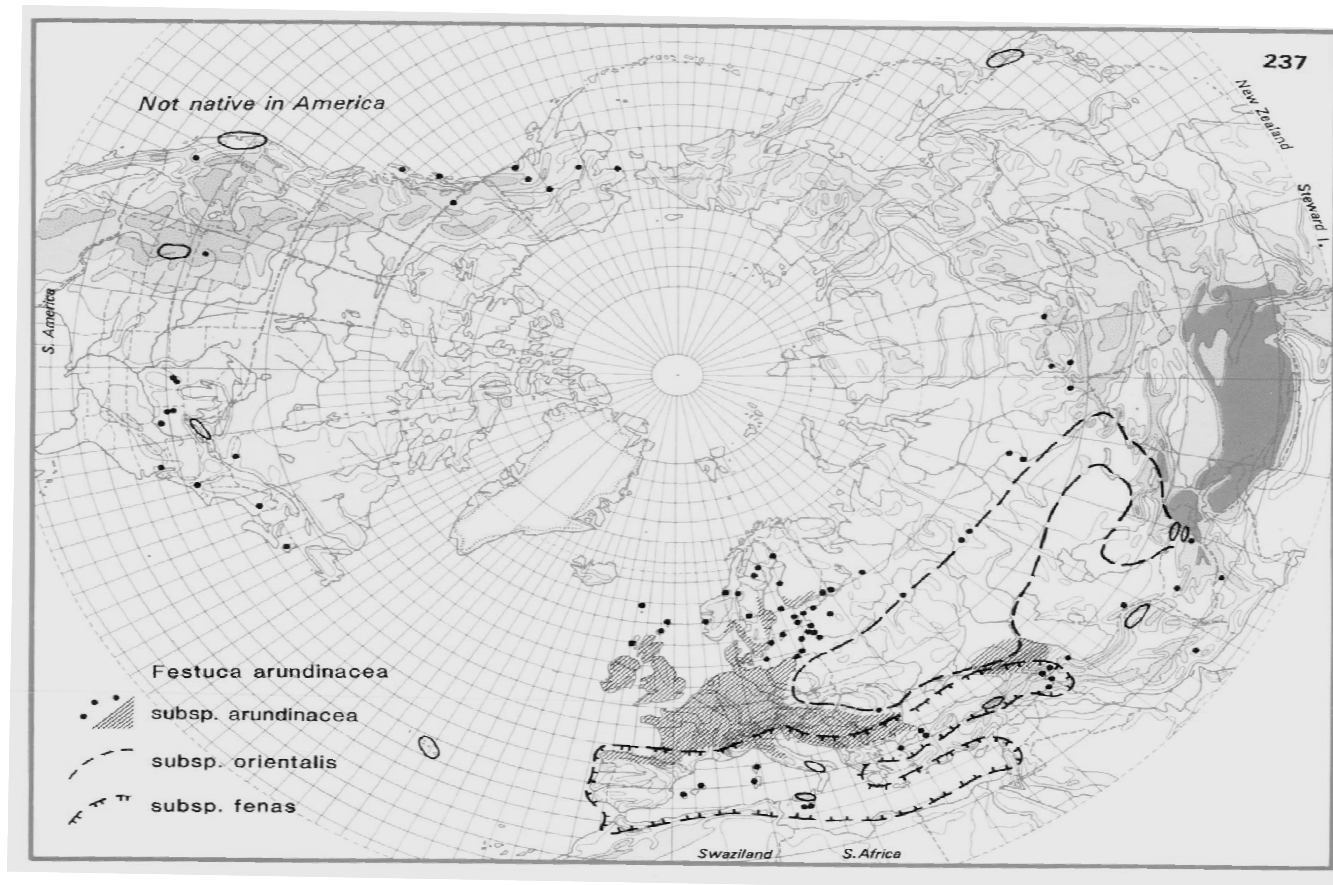 237
Not native in America
New Zealand
Steward I.
S. America
Festuca arundinacea
subsp. arundinacea
subsp. orientalis
subsp. fenas
Swaziland
S. Africa